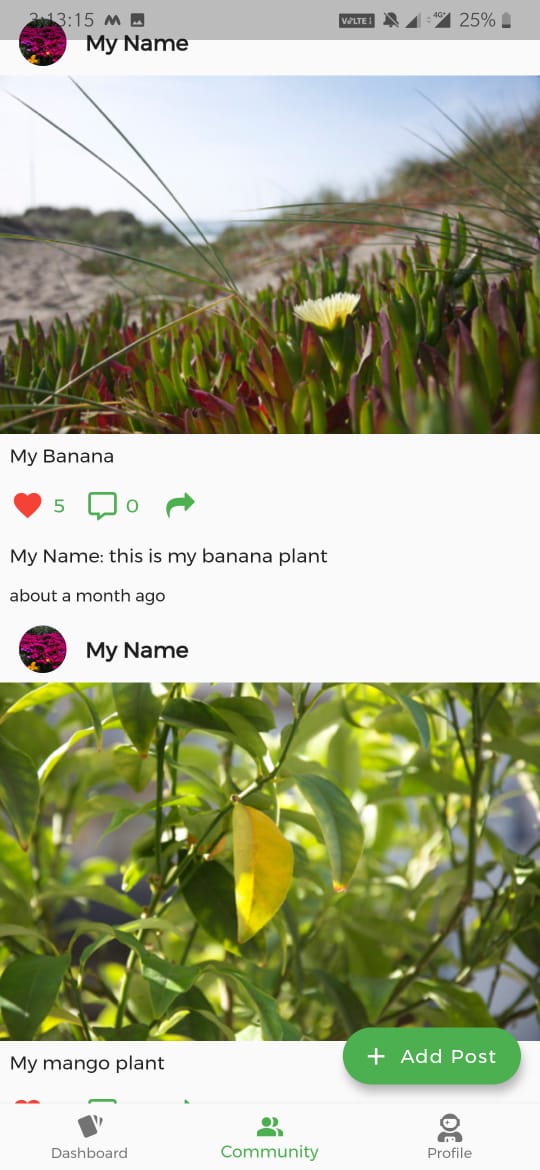 3:13:15 VoLTE 4G+ 25%
My Name
My Banana
5 0
My Name: this is my banana plant
about a month ago
My Name
My mango plant
+ Add Post
Dashboard Community Profile